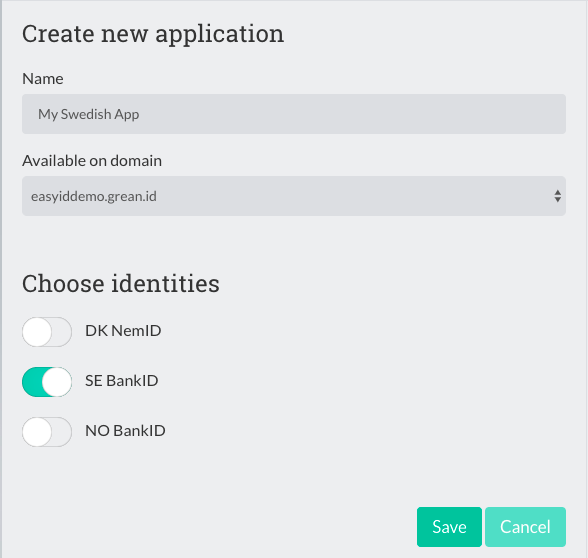 Create new application
Name
My Swedish App
Available on domain
easyiddemo.grean.id
Choose identities
DK NemID
SE BankID
NO BankID
Save Cancel